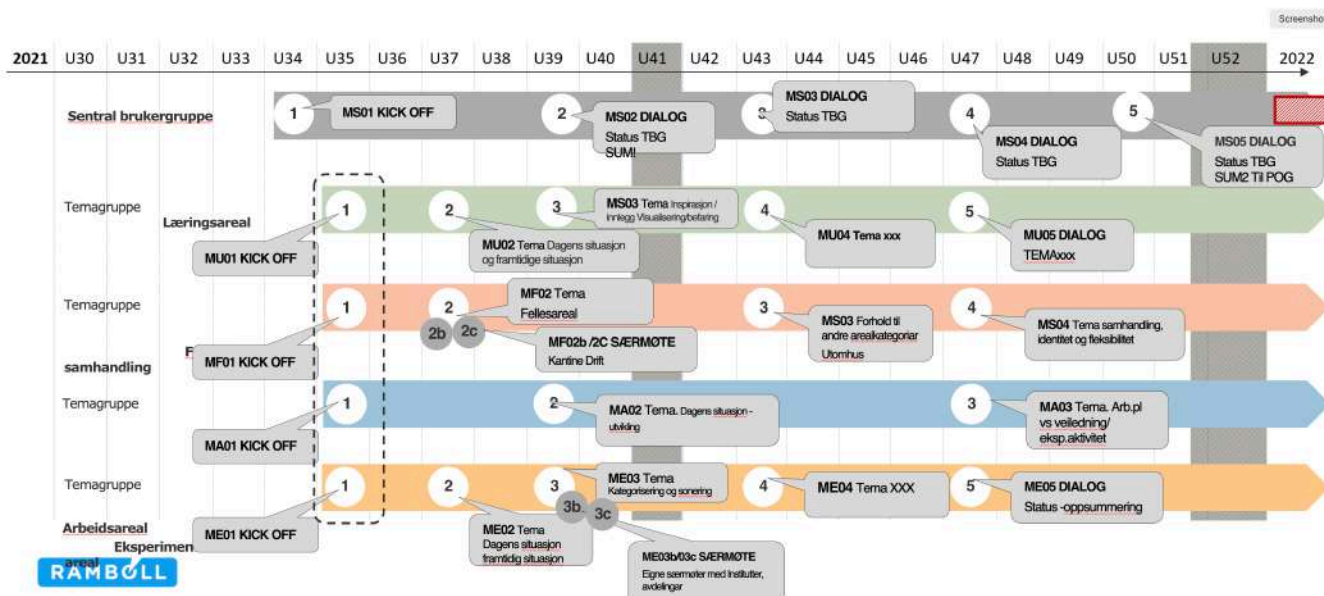 Screensho
2021 U30 U31 U32 U33 U34 U35 U36 U37 U38 U39 U40 U41 U42 U43 U44 U45 U46 U47 U48 U49 U50 U51 U52 2022
Sentral brukergruppe
1
MS01 KICK OFF
2
MS02 DIALOG
Status TBG
SUM!
3
MS03 DIALOG
Status TBG
4
MS04 DIALOG
Status TBG
5
MS05 DIALOG
Status TBG
SUM2 Til POG
Temagruppe
Læringsareal
1
MU01 KICK OFF
2
MU02 Tema Dagens situasjon
og framtidige situasjon
3
MS03 Tema Inspirasjon /
innlegg Visualisering/befaring
4
MU04 Tema xxx
5
MU05 DIALOG
TEMAxxx
Temagruppe
F
samhandling
1
MF01 KICK OFF
2
2b 2c
MF02 Tema
Fellesareal
MF02b /2C SÆRMØTE
Kantine Drift
3
MS03 Forhold til
andre arealkategoriar
Utomhus
4
MS04 Tema samhandling,
identitet og fleksibilitet
Temagruppe
1
MA01 KICK OFF
2
MA02 Tema. Dagens situasjon -
utvikling
3
MA03 Tema. Arb.pl
vs veiledning/
eksp.aktivitet
Temagruppe
Arbeidsareal
Eksperimen
areal
1
ME01 KICK OFF
2
ME02 Tema
Dagens situasjon
framtidig situasjon
3
3b 3c
ME03 Tema
Kategorisering og sonering
ME03b/03c SÆRMØTE
Eigne særmøter med Institutter,
avdelingar
4
ME04 Tema XXX
5
ME05 DIALOG
Status -oppsummering
RAMBOLL